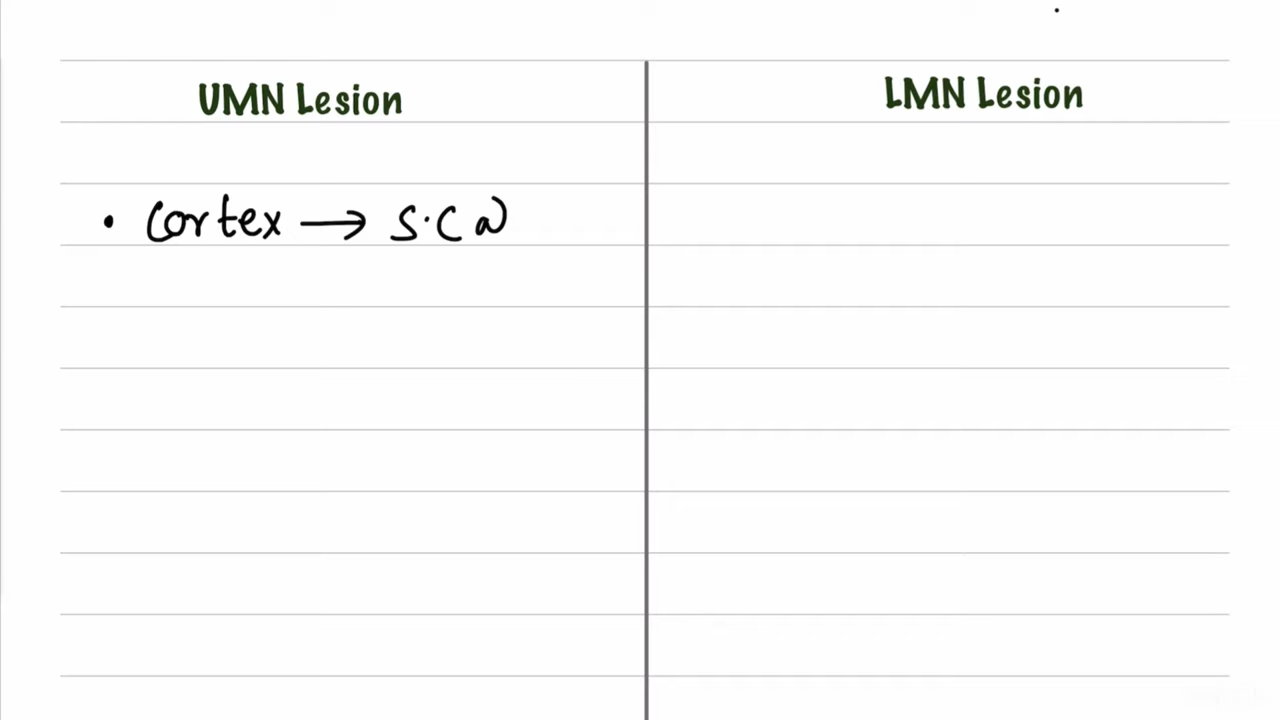 UMN Lesion
LMN Lesion
• Cortex → S.C